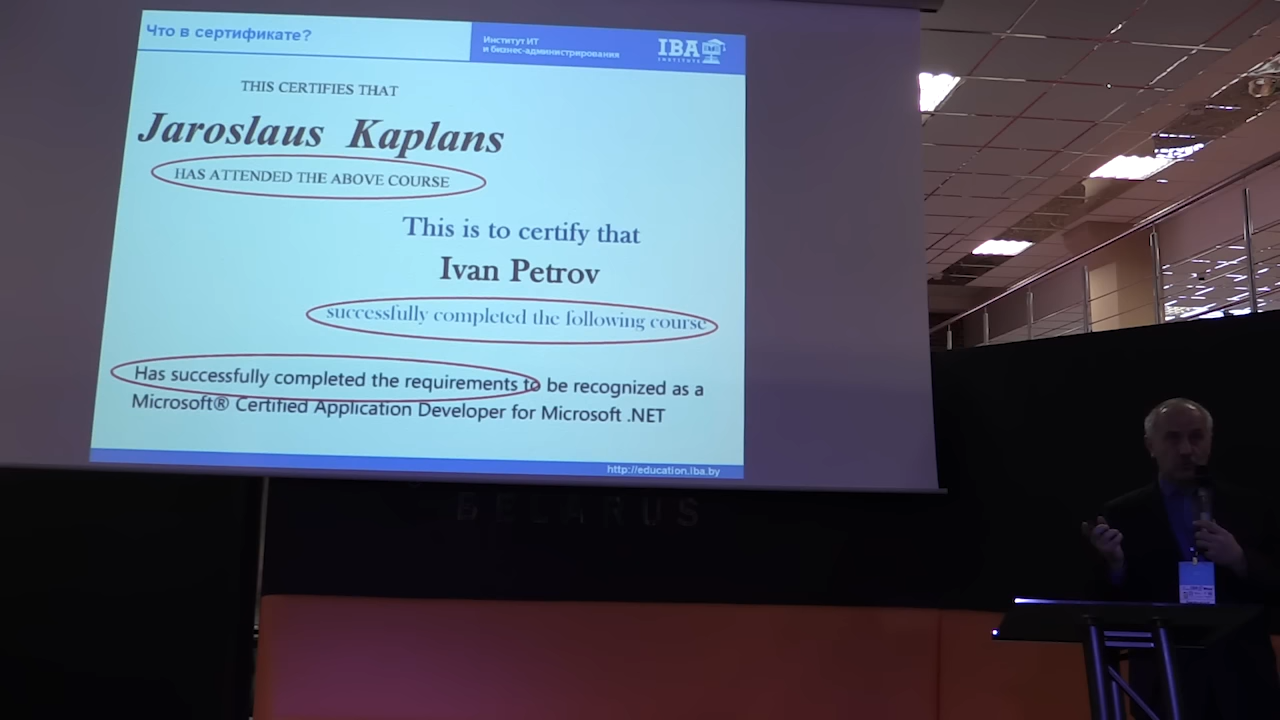 Что в сертификате?
Институт ИТ
и бизнес-администрирования
IBA
INSTITUTE
THIS CERTIFIES THAT
Jaroslaus Kaplans
HAS ATTENDED THE ABOVE COURSE
This is to certify that
Ivan Petrov
successfully completed the following course
Has successfully completed the requirements to be recognized as a
Microsoft® Certified Application Developer for Microsoft .NET
http://education.iba.by
BELARUS